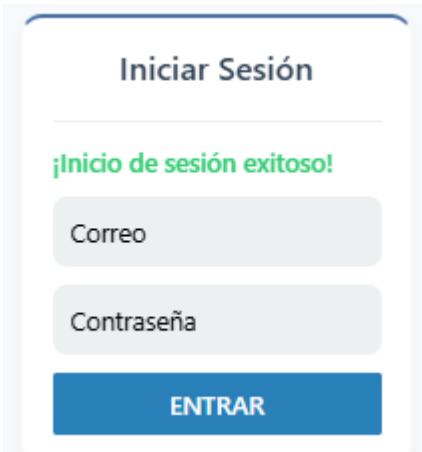 Iniciar Sesión
¡Inicio de sesión exitoso!
Correo
Contraseña
ENTRAR